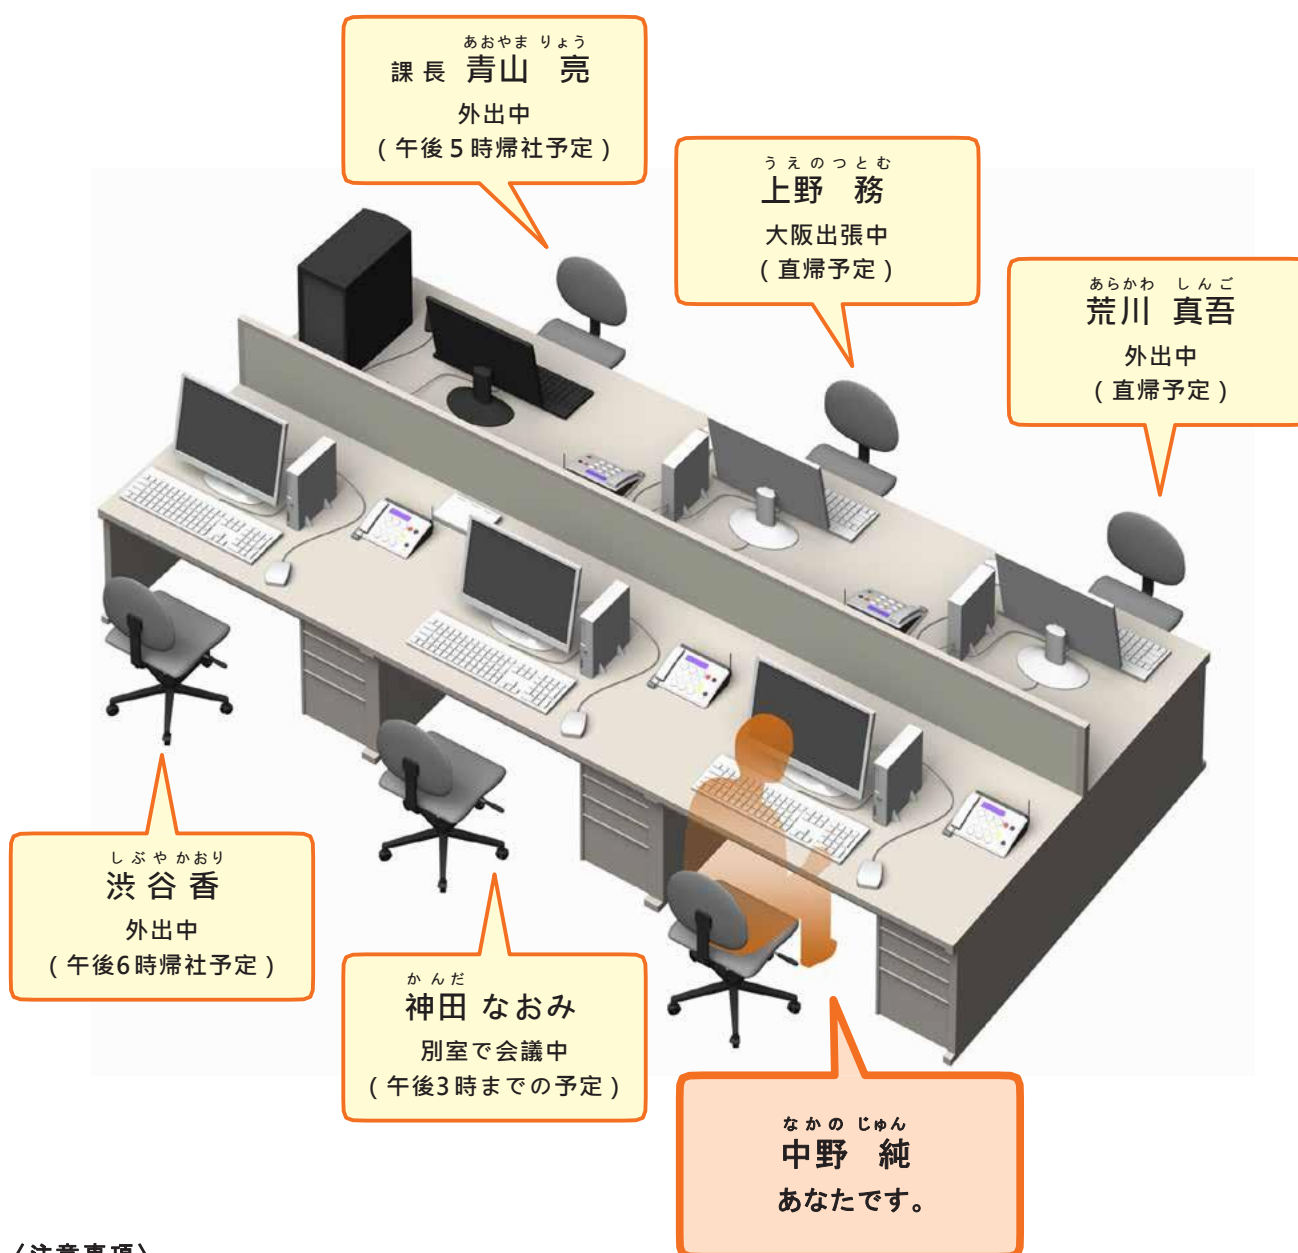 あおやま りょう
課長 青山 亮
外出中
(午後5時帰社予定)
うえのつとむ
上野 務
大阪出張中
(直帰予定)
あらかわ しんご
荒川 真吾
外出中
(直帰予定)
しぶやかおり
渋谷香
外出中
(午後6時帰社予定)
かんだ
神田 なおみ
別室で会議中
(午後3時までの予定)
なかの じゅん
中野 純
あなたです。
〈注意事項〉